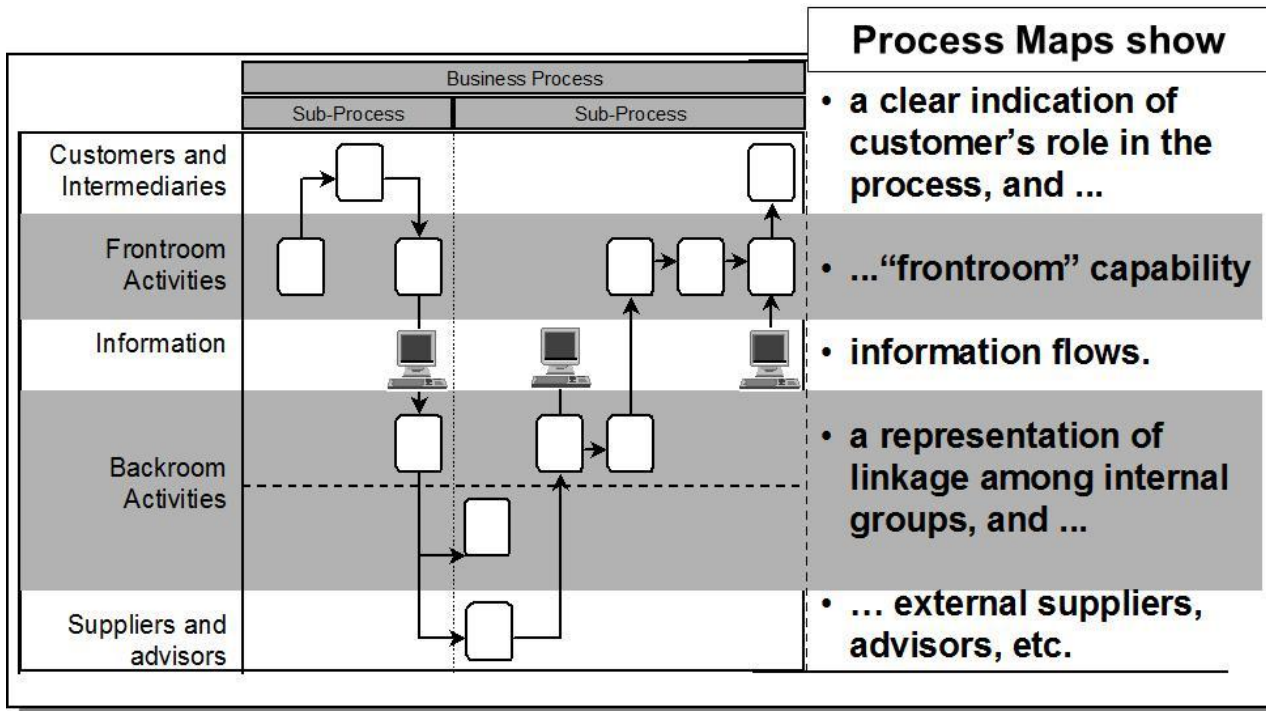 Process Maps show
Business Process
Sub-Process
Sub-Process
Customers and
Intermediaries
Frontroom
Activities
Information
Backroom
Activities
Suppliers and
advisors
• a clear indication of
customer’s role in the
process, and ...
• ...“frontroom” capability
• information flows.
• a representation of
linkage among internal
groups, and ...
• ... external suppliers,
advisors, etc.